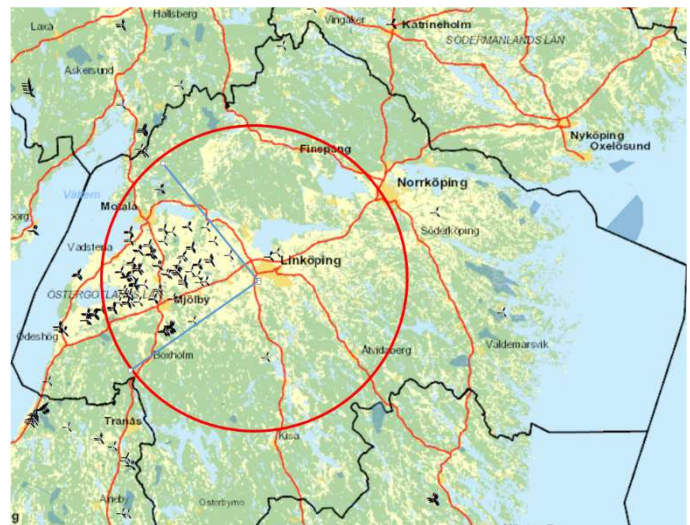 Hallsberg
Laxå
Vingåker
Katrineholm
SÖDERMANLANDS LÄN
Askersund
Nyköping
Oxelösund
Finspång
Norrköping
Vättern
Motala
Söderköping
Vadstena
Linköping
ÖSTERGÖTLANDS LÄN
Mjölby
Ödeshög
Valdemarsvik
Boxholm
Åtvidaberg
Tranås
Kisa
Aneby
Österbymo